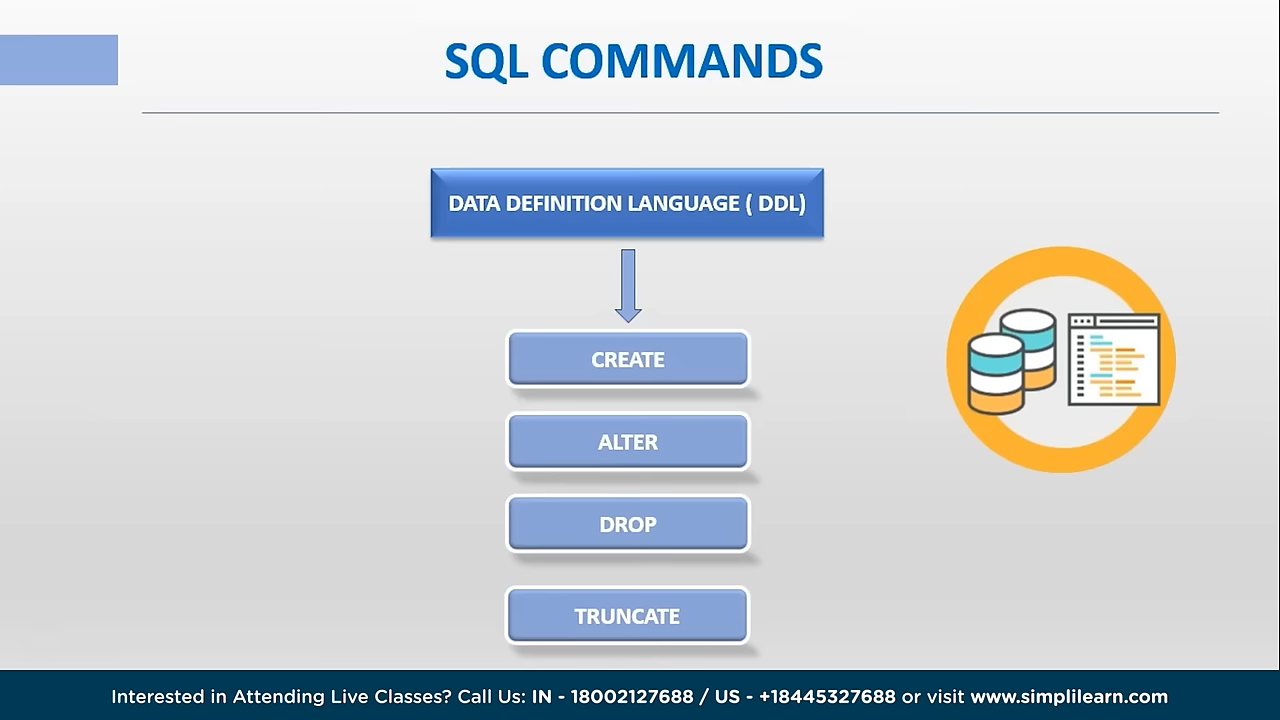 SQL COMMANDS
DATA DEFINITION LANGUAGE ( DDL)
CREATE
ALTER
DROP
TRUNCATE
Interested in Attending Live Classes? Call Us: IN - 18002127688 / US - +18445327688 or visit www.simplilearn.com